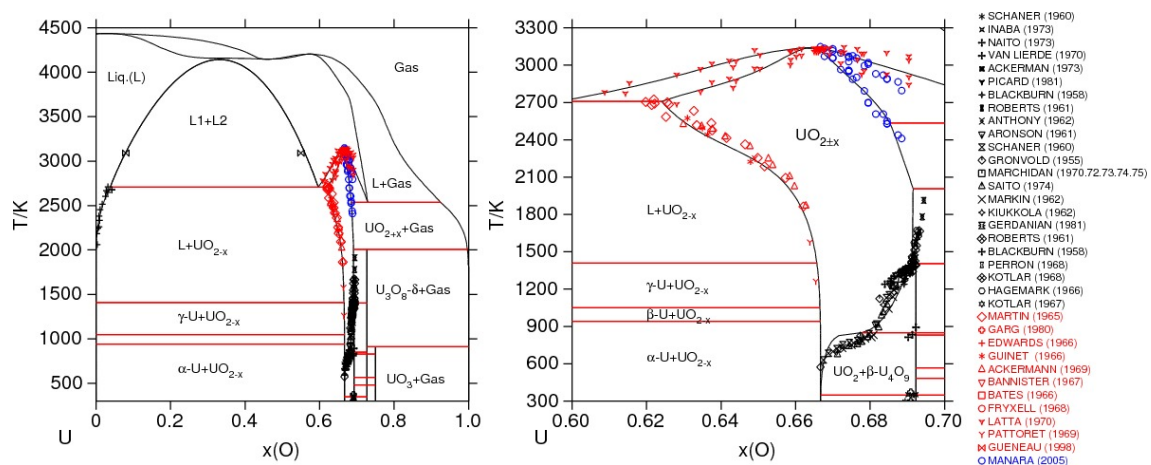 4500
4000
3500
3000
2500
2000
1500
1000
500
T/K
0
0.2
0.4
0.6
0.8
1.0
U
x(O)
Liq.(L)
Gas
L1+L2
L+Gas
L+UO2-x
UO2+x+Gas
γ-U+UO2-x
U3O8-δ+Gas
α-U+UO2-x
UO3+Gas
3300
3000
2700
2400
2100
1800
1500
1200
900
600
300
T/K
0.60
0.62
0.64
0.66
0.68
0.70
U
x(O)
UO2±x
L+UO2-x
γ-U+UO2-x
β-U+UO2-x
α-U+UO2-x
UO2+β-U4O9
SCHANER (1960)
INABA (1973)
NAITO (1973)
VAN LIERDE (1970)
ACKERMAN (1973)
PICARD (1981)
BLACKBURN (1958)
ROBERTS (1961)
ANTHONY (1962)
ARONSON (1961)
SCHANER (1960)
GRONVOLD (1955)
MARCHIDAN (1970.72.73.74.75)
SAITO (1974)
MARKIN (1962)
KIUKKOLA (1962)
GERDANIAN (1981)
ROBERTS (1961)
BLACKBURN (1958)
PERRON (1968)
KOTLAR (1968)
HAGEMARK (1966)
KOTLAR (1967)
MARTIN (1965)
GARG (1980)
EDWARDS (1966)
GUINET (1966)
ACKERMANN (1969)
BANNISTER (1967)
BATES (1966)
FRYXELL (1968)
LATTA (1970)
PATTORET (1969)
GUENEAU (1998)
MANARA (2005)